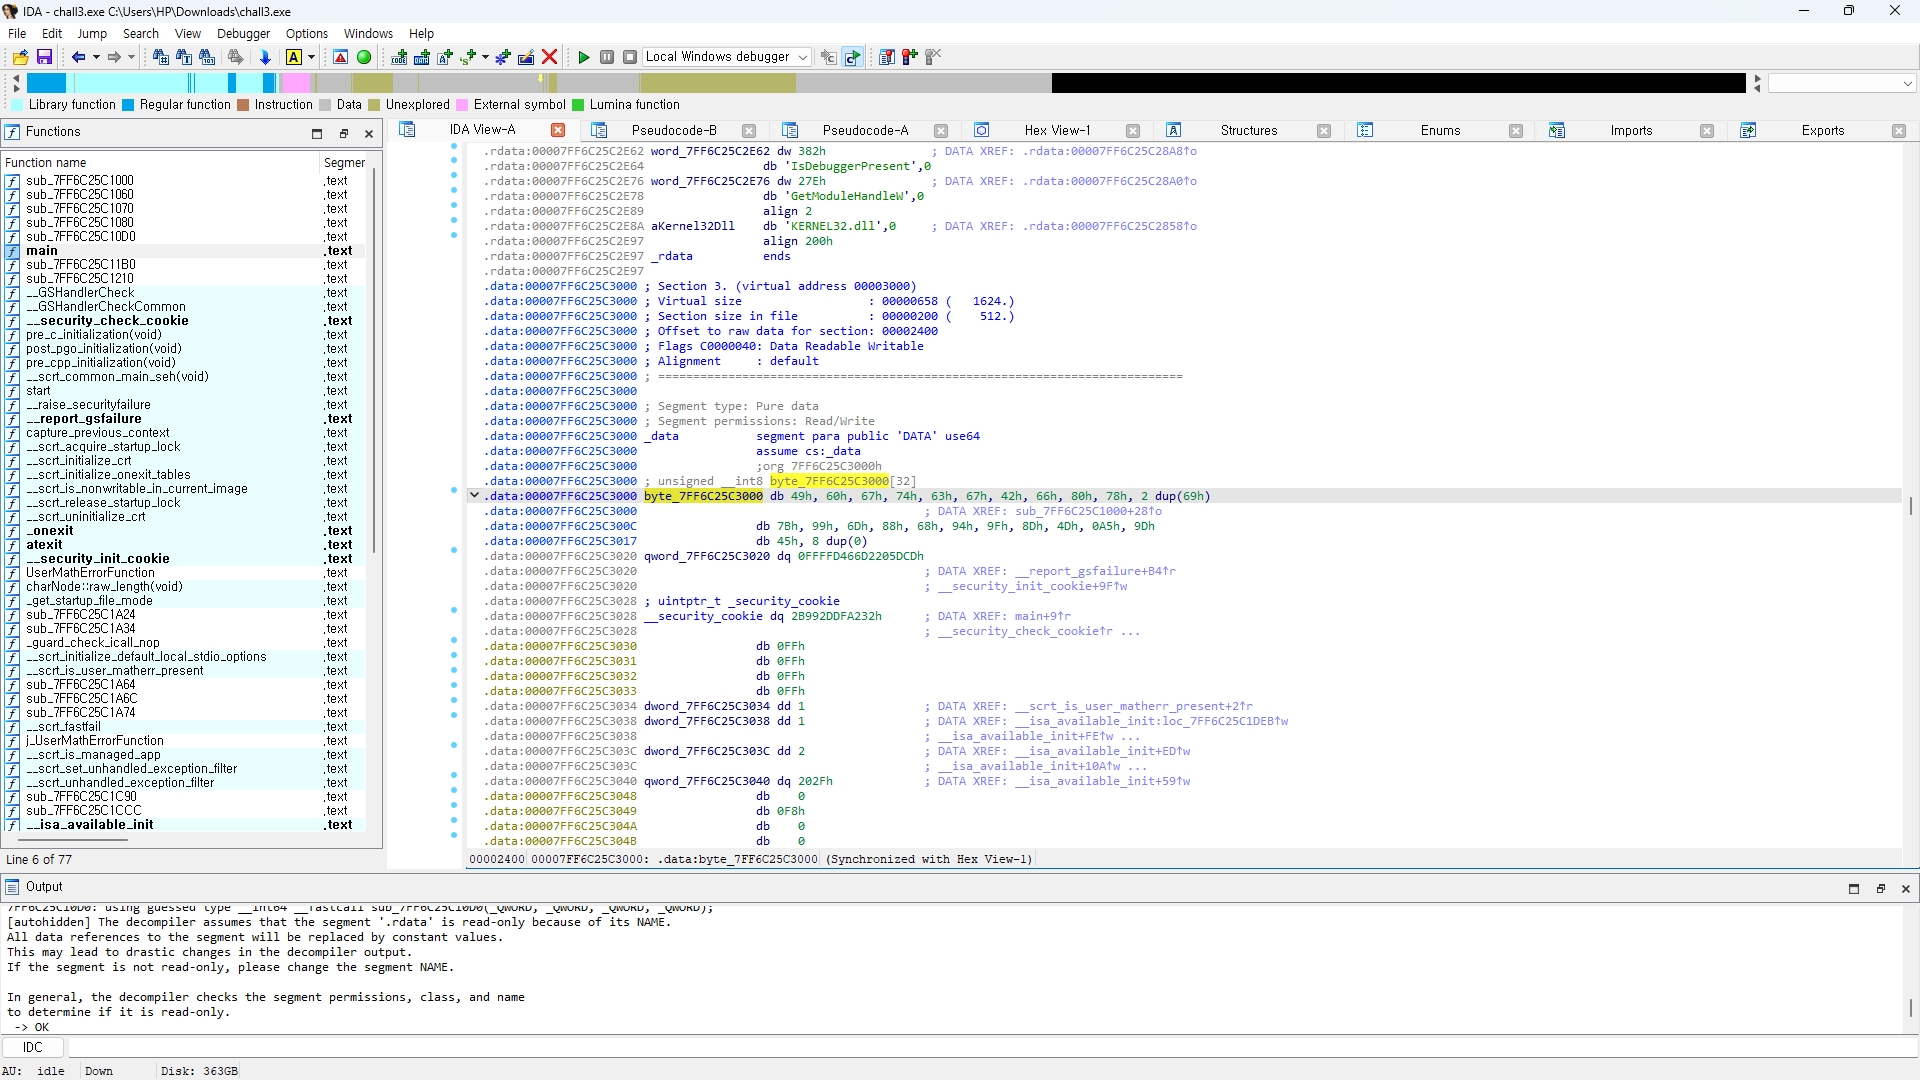 IDA - chall3.exe C:\Users\HP\Downloads\chall3.exe
File Edit Jump Search View Debugger Options Windows Help
Local Windows debugger
Library function Regular function Instruction Data Unexplored External symbol Lumina function
Functions
IDA View-A Pseudocode-B Pseudocode-A Hex View-1 Structures Enums Imports Exports
Function name Segmer
sub_7FF6C25C1000 .text
sub_7FF6C25C1060 .text
sub_7FF6C25C1070 .text
sub_7FF6C25C1080 .text
sub_7FF6C25C10D0 .text
main .text
sub_7FF6C25C11B0 .text
sub_7FF6C25C1210 .text
__GSHandlerCheck .text
__GSHandlerCheckCommon .text
__security_check_cookie .text
pre_c_initialization(void) .text
post_pgo_initialization(void) .text
pre_cpp_initialization(void) .text
__scrt_common_main_seh(void) .text
start .text
__raise_securityfailure .text
__report_gsfailure .text
capture_previous_context .text
__scrt_acquire_startup_lock .text
__scrt_initialize_crt .text
__scrt_initialize_onexit_tables .text
__scrt_is_nonwritable_in_current_image .text
__scrt_release_startup_lock .text
__scrt_uninitialize_crt .text
_onexit .text
atexit .text
__security_init_cookie .text
UserMathErrorFunction .text
charNode::raw_length(void) .text
_get_startup_file_mode .text
sub_7FF6C25C1A24 .text
sub_7FF6C25C1A34 .text
_guard_check_icall_nop .text
__scrt_initialize_default_local_stdio_options .text
__scrt_is_user_matherr_present .text
sub_7FF6C25C1A64 .text
sub_7FF6C25C1A6C .text
sub_7FF6C25C1A74 .text
__scrt_fastfail .text
j_UserMathErrorFunction .text
__scrt_is_managed_app .text
__scrt_set_unhandled_exception_filter .text
__scrt_unhandled_exception_filter .text
sub_7FF6C25C1C90 .text
sub_7FF6C25C1CCC .text
__isa_available_init .text
Line 6 of 77
.rdata:00007FF6C25C2E62 word_7FF6C25C2E62 dw 382h ; DATA XREF: .rdata:00007FF6C25C28A8↑o
.rdata:00007FF6C25C2E64 db 'IsDebuggerPresent',0
.rdata:00007FF6C25C2E76 word_7FF6C25C2E76 dw 27Eh ; DATA XREF: .rdata:00007FF6C25C28A0↑o
.rdata:00007FF6C25C2E78 db 'GetModuleHandleW',0
.rdata:00007FF6C25C2E89 align 2
.rdata:00007FF6C25C2E8A aKernel32Dll db 'KERNEL32.dll',0 ; DATA XREF: .rdata:00007FF6C25C2858↑o
.rdata:00007FF6C25C2E97 align 200h
.rdata:00007FF6C25C2E97 _rdata ends
.rdata:00007FF6C25C2E97
.data:00007FF6C25C3000 ; Section 3. (virtual address 00003000)
.data:00007FF6C25C3000 ; Virtual size : 00000658 ( 1624.)
.data:00007FF6C25C3000 ; Section size in file : 00000200 ( 512.)
.data:00007FF6C25C3000 ; Offset to raw data for section: 00002400
.data:00007FF6C25C3000 ; Flags C0000040: Data Readable Writable
.data:00007FF6C25C3000 ; Alignment : default
.data:00007FF6C25C3000 ; ===========================================================================
.data:00007FF6C25C3000
.data:00007FF6C25C3000 ; Segment type: Pure data
.data:00007FF6C25C3000 ; Segment permissions: Read/Write
.data:00007FF6C25C3000 _data segment para public 'DATA' use64
.data:00007FF6C25C3000 assume cs:_data
.data:00007FF6C25C3000 ;org 7FF6C25C3000h
.data:00007FF6C25C3000 ; unsigned __int8 byte_7FF6C25C3000[32]
.data:00007FF6C25C3000 byte_7FF6C25C3000 db 49h, 60h, 67h, 74h, 63h, 67h, 42h, 66h, 80h, 78h, 2 dup(69h)
.data:00007FF6C25C3000 ; DATA XREF: sub_7FF6C25C1000+28↑o
.data:00007FF6C25C300C db 7Bh, 99h, 6Dh, 88h, 68h, 94h, 9Fh, 8Dh, 4Dh, 0A5h, 9Dh
.data:00007FF6C25C3017 db 45h, 8 dup(0)
.data:00007FF6C25C3020 qword_7FF6C25C3020 dq 0FFFFD466D2205DCDh
.data:00007FF6C25C3020 ; DATA XREF: __report_gsfailure+B4↑r
.data:00007FF6C25C3020 ; __security_init_cookie+9F↑w
.data:00007FF6C25C3028 ; uintptr_t _security_cookie
.data:00007FF6C25C3028 __security_cookie dq 2B992DDFA232h ; DATA XREF: main+9↑r
.data:00007FF6C25C3028 ; __security_check_cookie↑r ...
.data:00007FF6C25C3030 db 0FFh
.data:00007FF6C25C3031 db 0FFh
.data:00007FF6C25C3032 db 0FFh
.data:00007FF6C25C3033 db 0FFh
.data:00007FF6C25C3034 dword_7FF6C25C3034 dd 1 ; DATA XREF: __scrt_is_user_matherr_present+2↑r
.data:00007FF6C25C3038 dword_7FF6C25C3038 dd 1 ; DATA XREF: __isa_available_init:loc_7FF6C25C1DEB↑w
.data:00007FF6C25C3038 ; __isa_available_init+FE↑w ...
.data:00007FF6C25C303C dword_7FF6C25C303C dd 2 ; DATA XREF: __isa_available_init+ED↑w
.data:00007FF6C25C303C ; __isa_available_init+10A↑w ...
.data:00007FF6C25C3040 qword_7FF6C25C3040 dq 202Fh ; DATA XREF: __isa_available_init+59↑w
.data:00007FF6C25C3048 db 0
.data:00007FF6C25C3049 db 0F8h
.data:00007FF6C25C304A db 0
.data:00007FF6C25C304B db 0
00002400 00007FF6C25C3000: .data:byte_7FF6C25C3000 (Synchronized with Hex View-1)
Output
7FF6C25C10D0: using guessed type __int64 __fastcall sub_7FF6C25C10D0(_QWORD, _QWORD, _QWORD, _QWORD);
[autohidden] The decompiler assumes that the segment '.rdata' is read-only because of its NAME.
All data references to the segment will be replaced by constant values.
This may lead to drastic changes in the decompiler output.
If the segment is not read-only, please change the segment NAME.
In general, the decompiler checks the segment permissions, class, and name
to determine if it is read-only.
-> OK
IDC
AU: idle Down Disk: 363GB